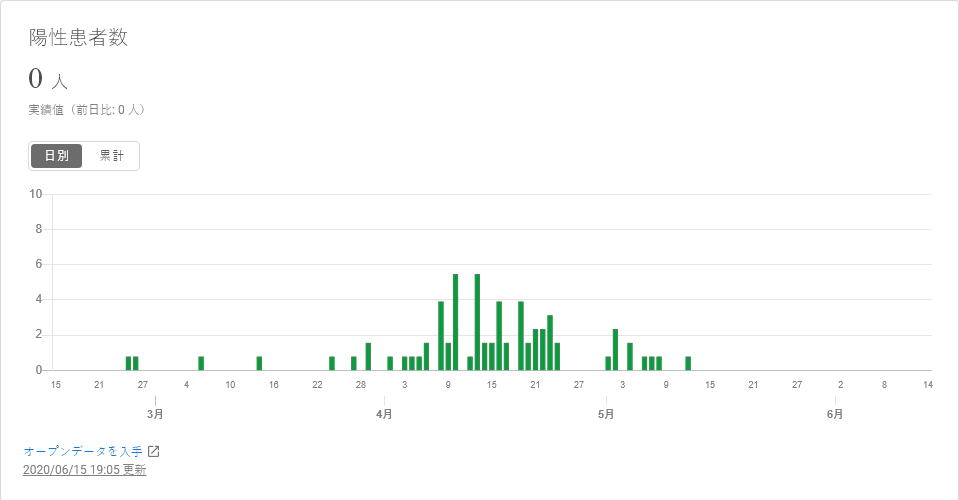 陽性患者数
0 人
実績値（前日比: 0 人）
日別 累計
10
8
6
4
2
0
15 21 27 4 10 16 22 28 3 9 15 21 27 3 9 15 21 27 2 8 14
3月 4月 5月 6月
オープンデータを入手
2020/06/15 19:05 更新